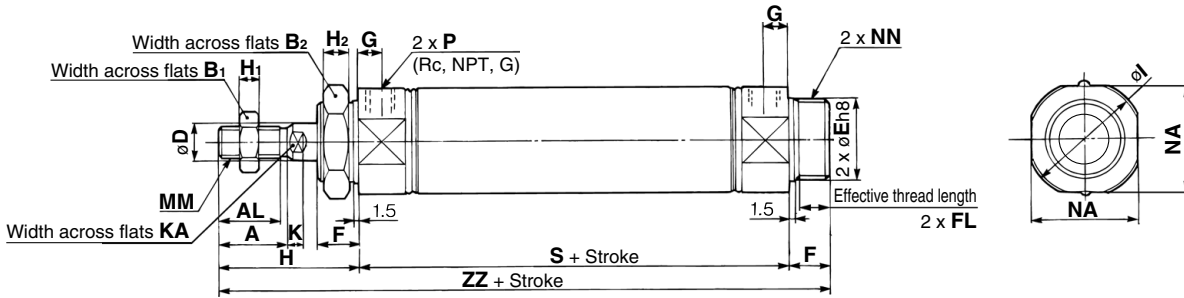 Width across flats B2
Width across flats B1
H1
H2
G
2 x P
(Rc, NPT, G)
G
2 x NN
øI
øD
2 x øEh8
NA
MM
AL
A
K
Width across flats KA
H
F
1.5
1.5
Effective thread length
2 x FL
NA
S + Stroke
F
ZZ + Stroke